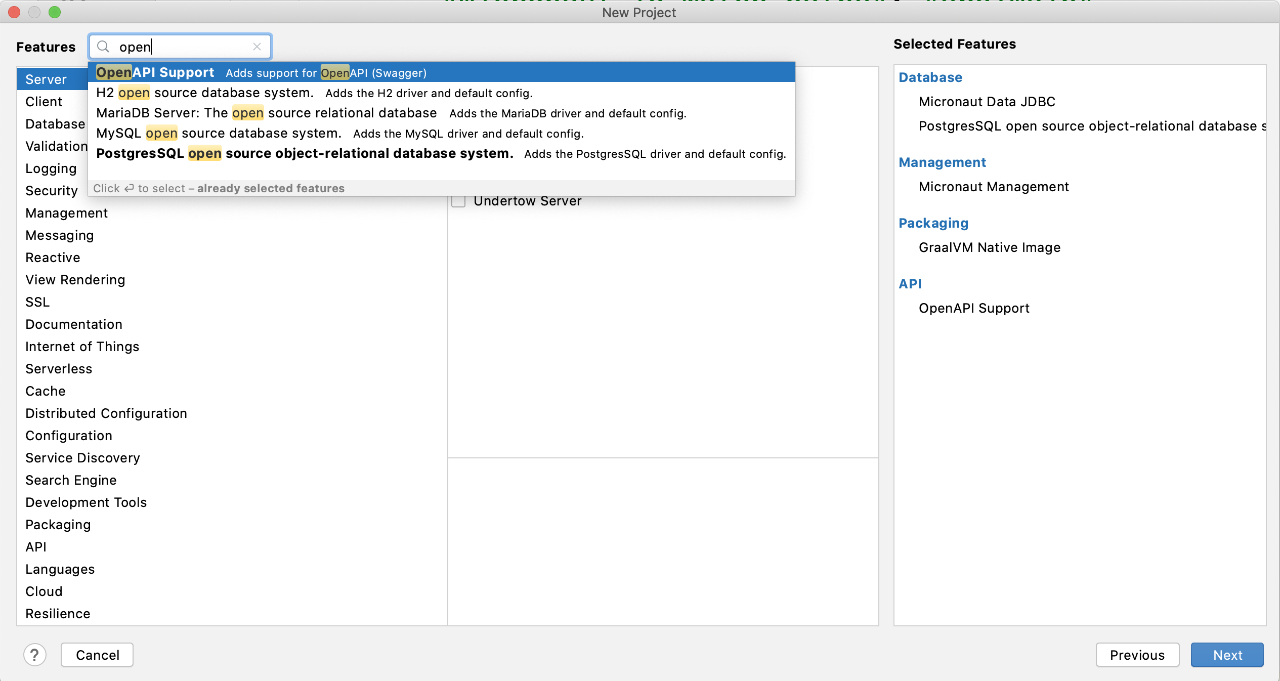 New Project
Features
open
OpenAPI Support Adds support for OpenAPI (Swagger)
H2 open source database system. Adds the H2 driver and default config.
MariaDB Server: The open source relational database Adds the MariaDB driver and default config.
MySQL open source database system. Adds the MySQL driver and default config.
PostgresSQL open source object-relational database system. Adds the PostgresSQL driver and default config.
Click ⏎ to select – already selected features
Server
Client
Database
Validation
Logging
Security
Management
Messaging
Reactive
View Rendering
SSL
Documentation
Internet of Things
Serverless
Cache
Distributed Configuration
Configuration
Service Discovery
Search Engine
Development Tools
Packaging
API
Languages
Cloud
Resilience
Undertow Server
Selected Features
Database
Micronaut Data JDBC
PostgresSQL open source object-relational database s
Management
Micronaut Management
Packaging
GraalVM Native Image
API
OpenAPI Support
?
Cancel
Previous
Next